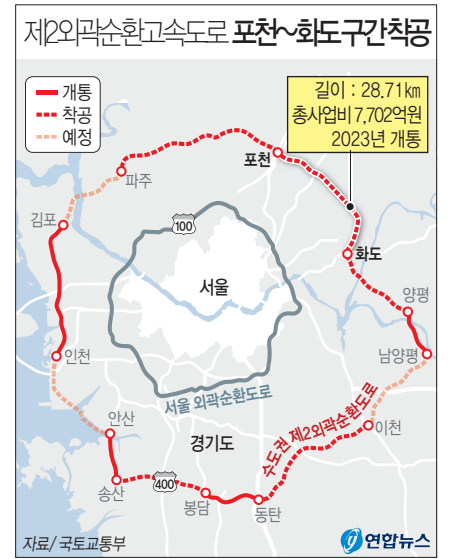 제2외곽순환고속도로 포천~화도 구간 착공
개통
착공
예정
길이 : 28.71㎞
총사업비 7,702억원
2023년 개통
포천
파주
김포
100
화도
서울
양평
인천
남양평
서울 외곽순환도로
수도권 제2외곽순환도로
이천
안산
경기도
송산
400
봉담
동탄
자료/ 국토교통부
연합뉴스